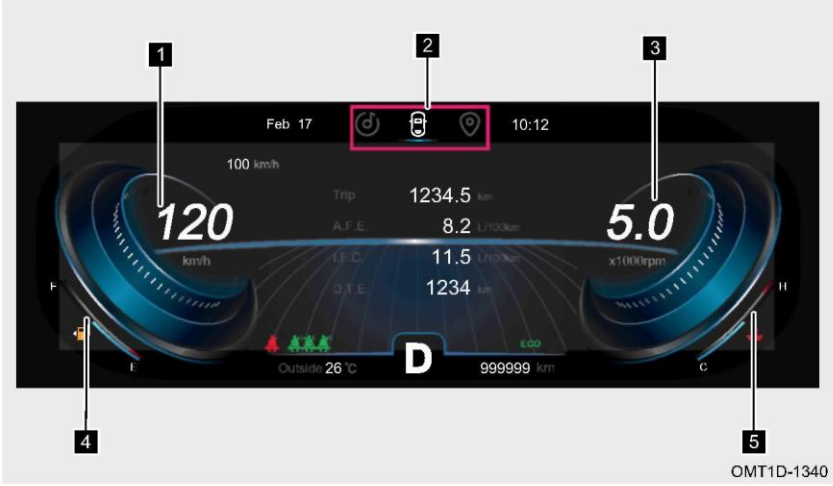 1
2
3
Feb 17
10:12
100 km/h
Trip 1234.5 km
120
km/h
A.F.E. 8.2 L/100km
5.0
x1000rpm
I.F.C. 11.5 L/100km
D.T.E. 1234 km
F
H
ECO
E
C
Outside 26 °C
D
999999 km
4
5
OMT1D-1340